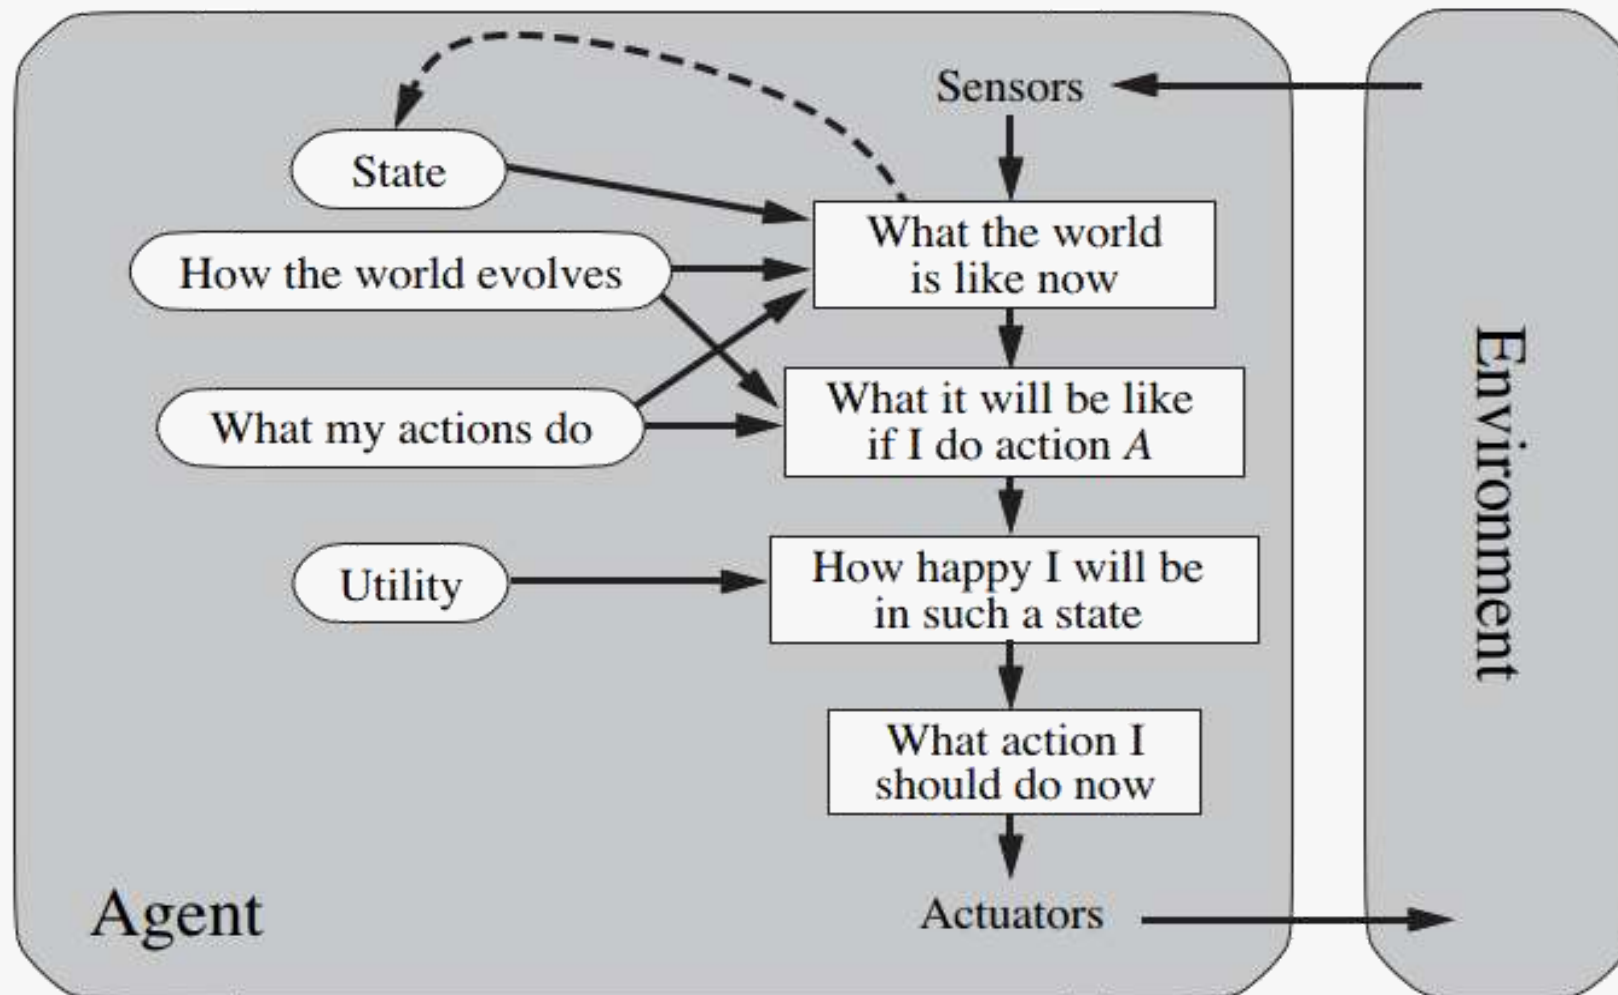 Sensors
State
What the world
is like now
How the world evolves
What it will be like
if I do action A
What my actions do
How happy I will be
in such a state
Utility
What action I
should do now
Agent
Actuators
Environment